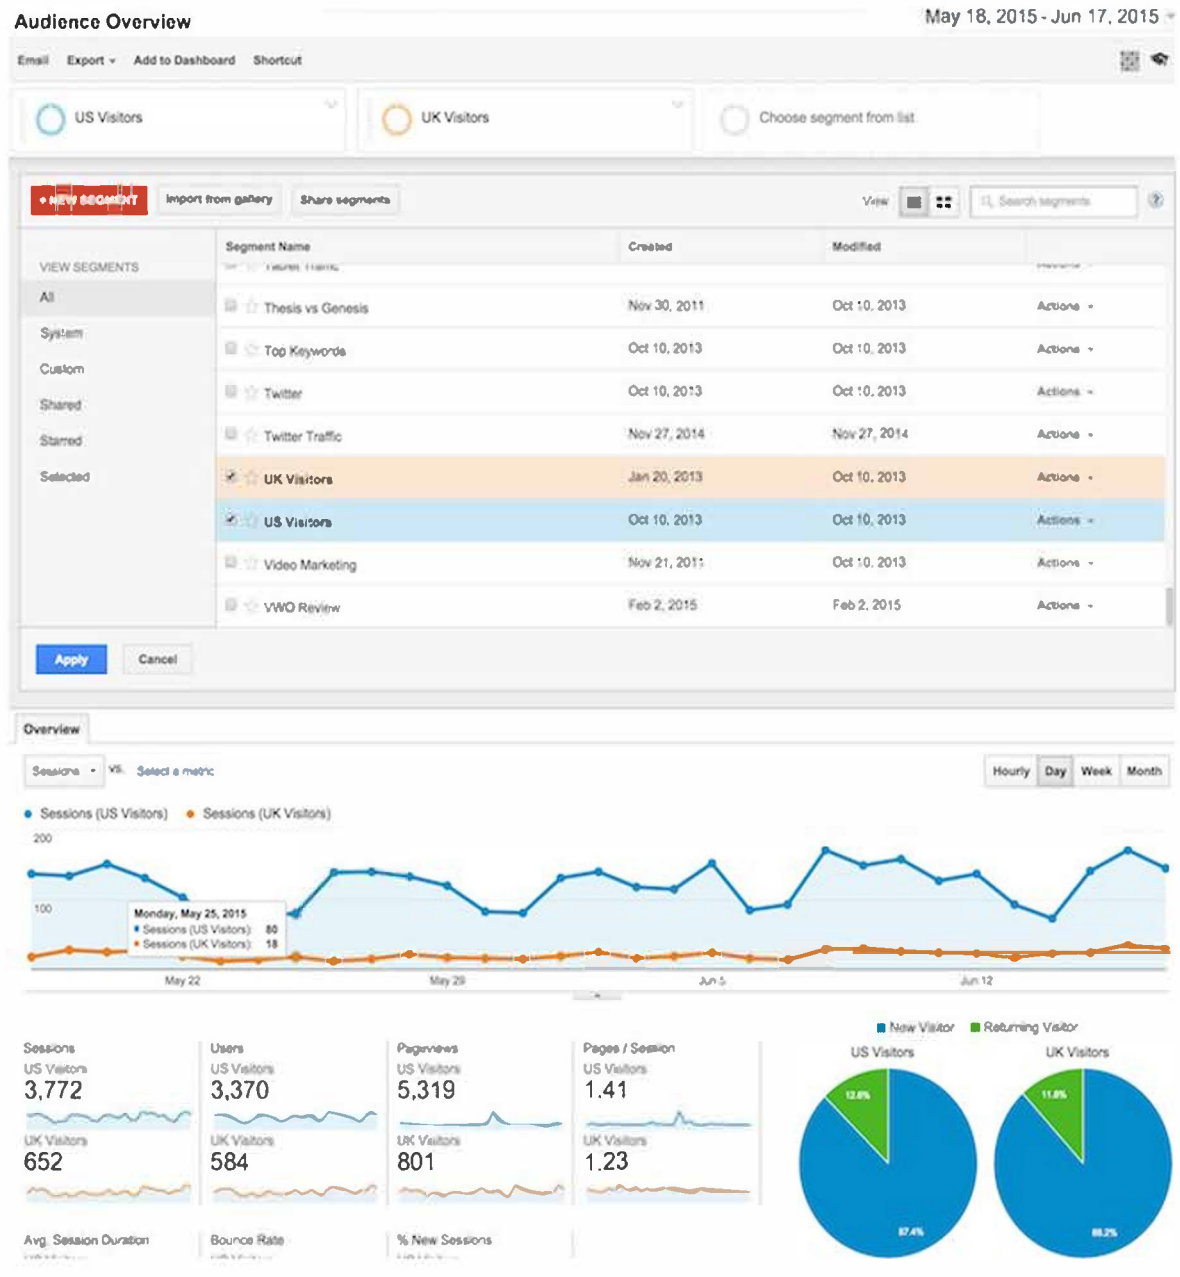 Audience Overview
May 18, 2015 - Jun 17, 2015
Email Export Add to Dashboard Shortcut
US Visitors
UK Visitors
Choose segment from list
+ NEW SEGMENT
Import from gallery
Share segments
View
Search segments
VIEW SEGMENTS
All
System
Custom
Shared
Starred
Selected
Segment Name Created Modified
Thesis vs Genesis Nov 30, 2011 Oct 10, 2013 Actions
Top Keywords Oct 10, 2013 Oct 10, 2013 Actions
Twitter Oct 10, 2013 Oct 10, 2013 Actions
Twitter Traffic Nov 27, 2014 Nov 27, 2014 Actions
UK Visitors Jan 20, 2013 Oct 10, 2013 Actions
US Visitors Oct 10, 2013 Oct 10, 2013 Actions
Video Marketing Nov 21, 2011 Oct 10, 2013 Actions
VWO Review Feb 2, 2015 Feb 2, 2015 Actions
Apply Cancel
Overview
Sessions VS. Select a metric
Hourly Day Week Month
Sessions (US Visitors) Sessions (UK Visitors)
200
100
Monday, May 25, 2015
Sessions (US Visitors) 80
Sessions (UK Visitors) 18
May 22 May 29 Jun 5 Jun 12
New Visitor Returning Visitor
Sessions Users Pageviews Pages / Session
US Visitors US Visitors US Visitors US Visitors
3,772 3,370 5,319 1.41
UK Visitors UK Visitors UK Visitors UK Visitors
652 584 801 1.23
Avg. Session Duration Bounce Rate % New Sessions
US Visitors UK Visitors
12.6% 11.8%
87.4% 88.2%